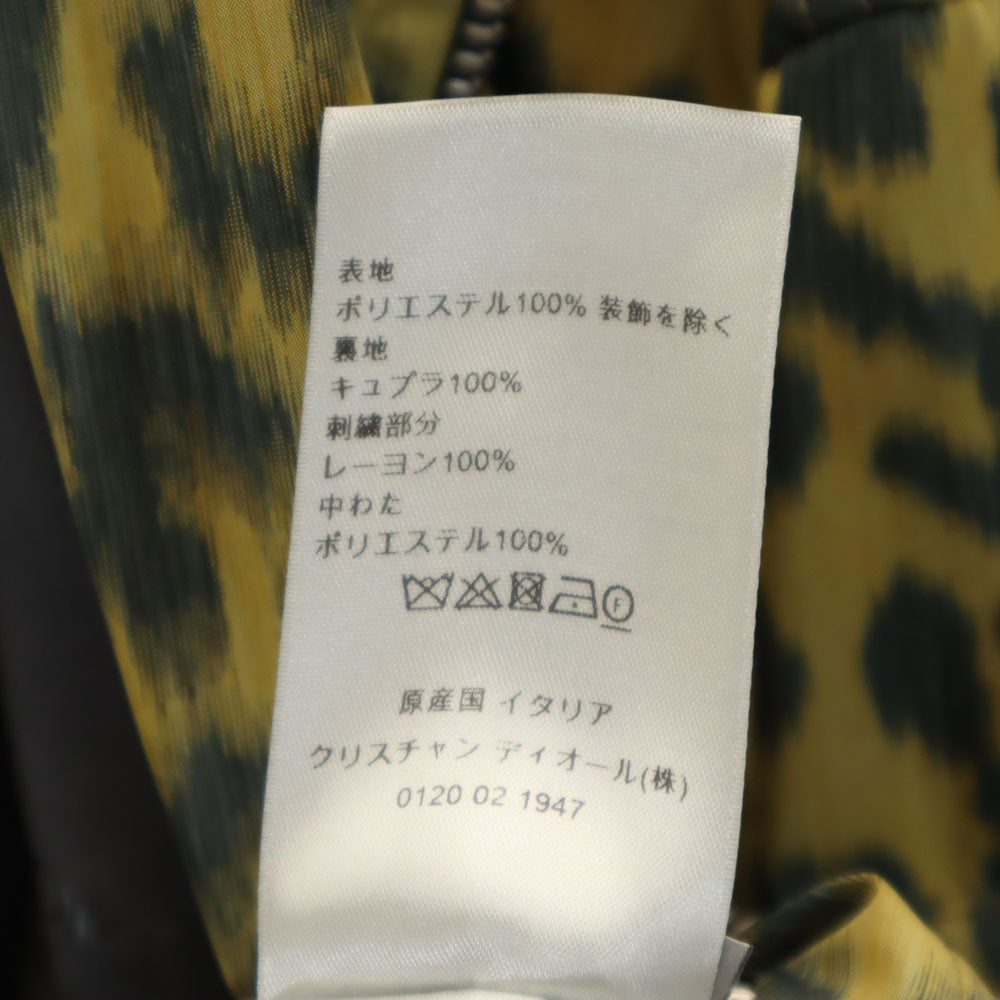 表地
ポリエステル100% 装飾を除く
裏地
キュプラ100%
刺繍部分
レーヨン100%
中わた
ポリエステル100%
F
原産国 イタリア
クリスチャン ディオール(株)
0120 02 1947